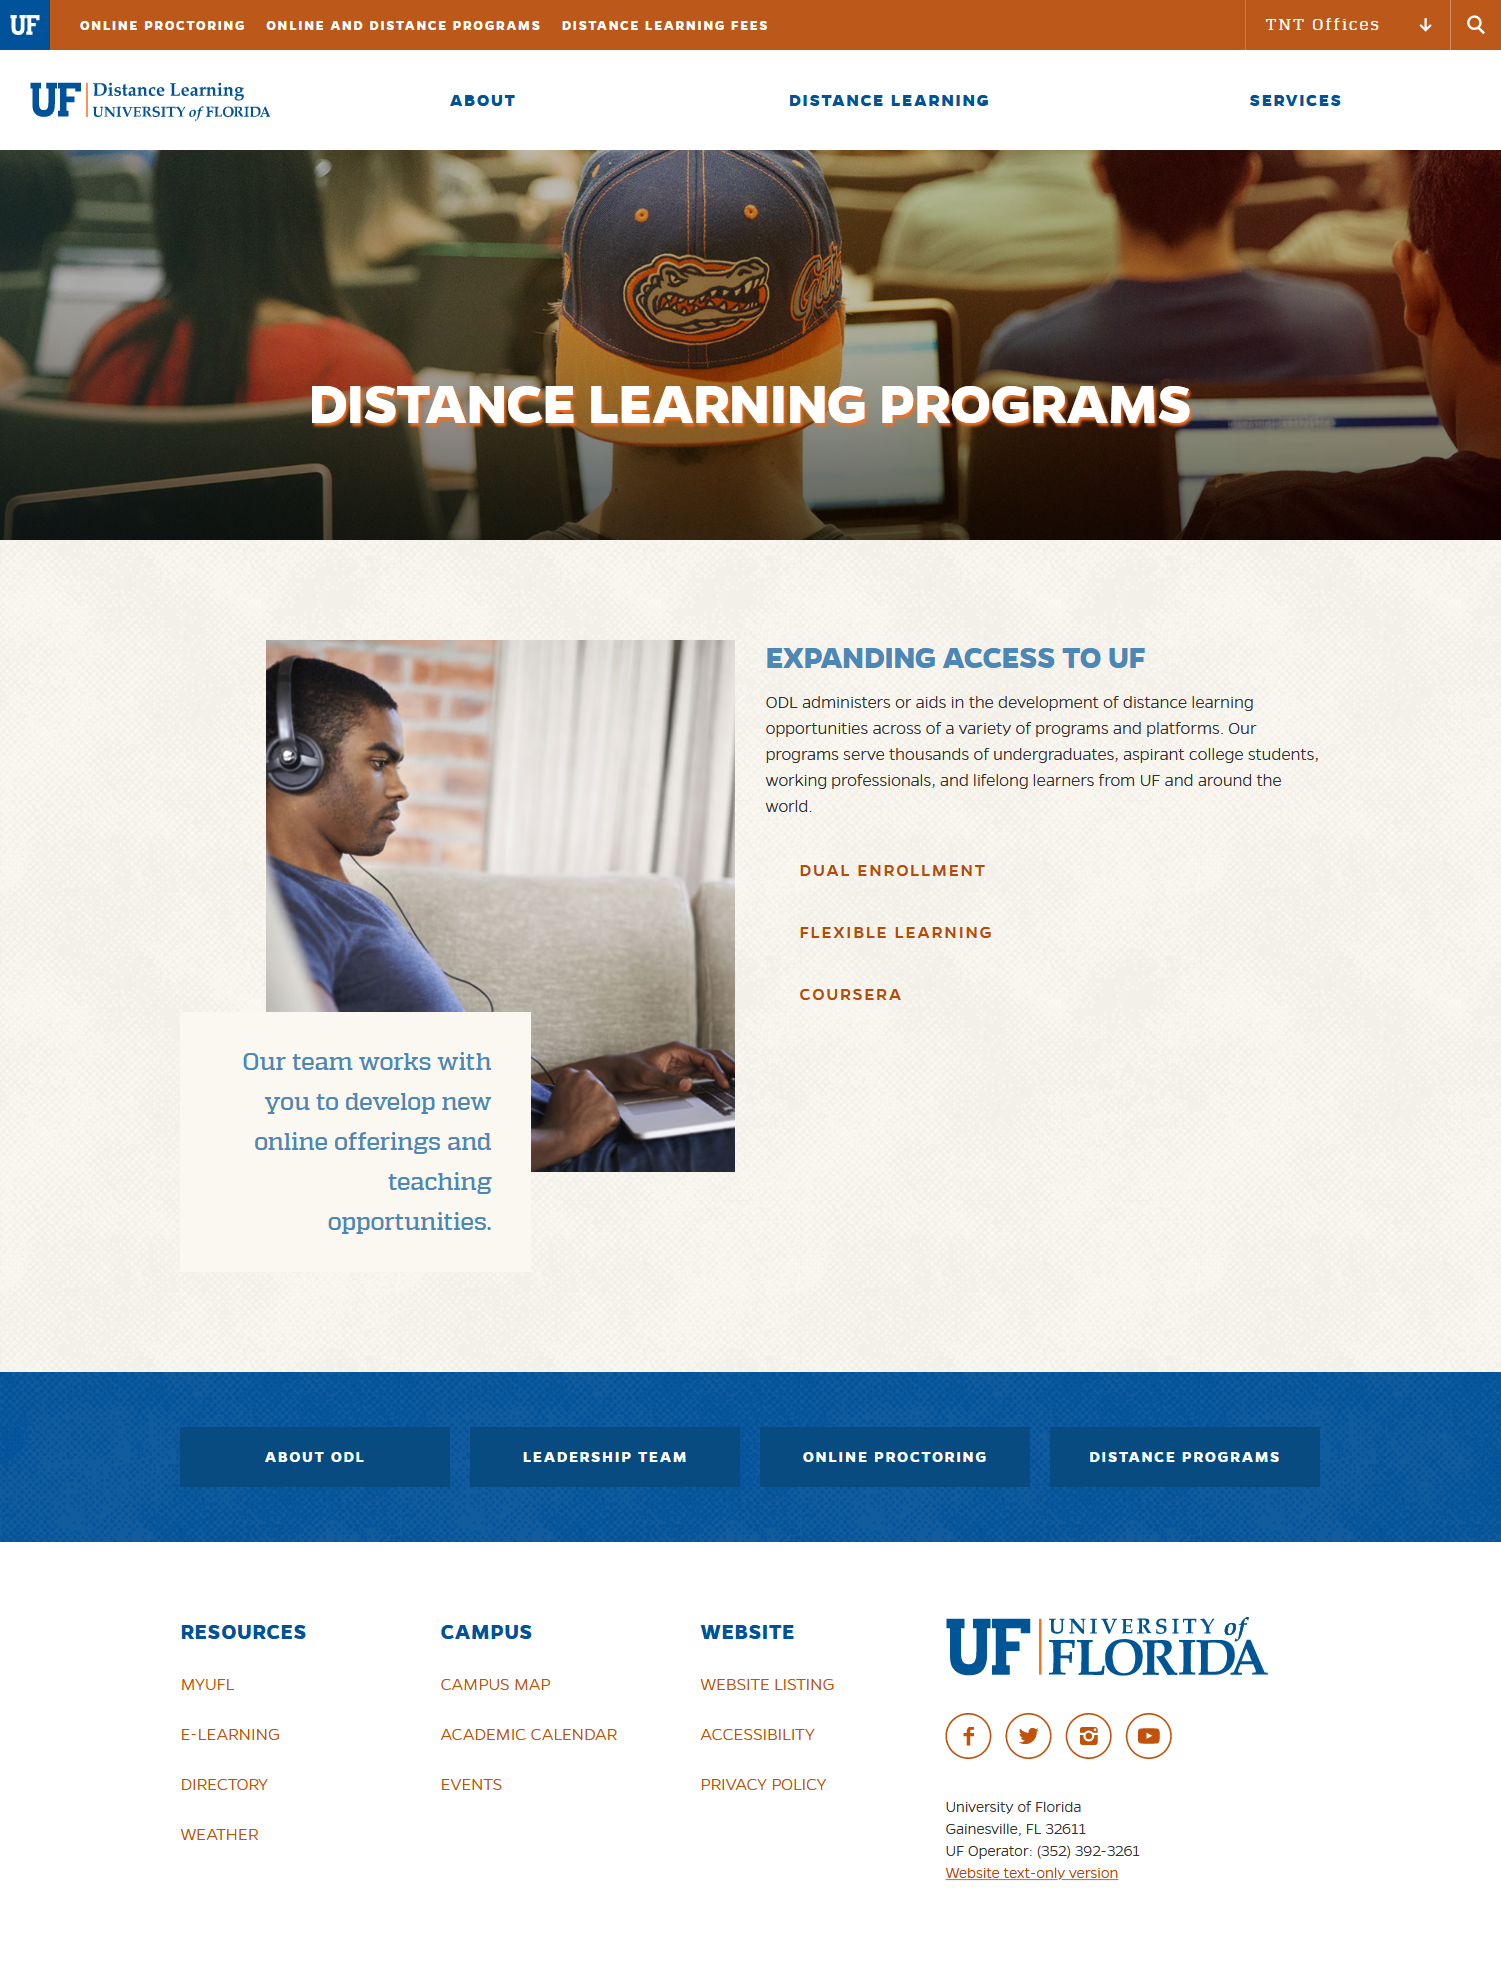 UF
ONLINE PROCTORING ONLINE AND DISTANCE PROGRAMS DISTANCE LEARNING FEES
TNT Offices
UF Distance Learning
UNIVERSITY of FLORIDA
ABOUT
DISTANCE LEARNING
SERVICES
DISTANCE LEARNING PROGRAMS
EXPANDING ACCESS TO UF
ODL administers or aids in the development of distance learning
opportunities across of a variety of programs and platforms. Our
programs serve thousands of undergraduates, aspirant college students,
working professionals, and lifelong learners from UF and around the
world.
DUAL ENROLLMENT
FLEXIBLE LEARNING
COURSERA
Our team works with
you to develop new
online offerings and
teaching
opportunities.
ABOUT ODL
LEADERSHIP TEAM
ONLINE PROCTORING
DISTANCE PROGRAMS
RESOURCES
MYUFL
E-LEARNING
DIRECTORY
WEATHER
CAMPUS
CAMPUS MAP
ACADEMIC CALENDAR
EVENTS
WEBSITE
WEBSITE LISTING
ACCESSIBILITY
PRIVACY POLICY
UF UNIVERSITY of
FLORIDA
University of Florida
Gainesville, FL 32611
UF Operator: (352) 392-3261
Website text-only version